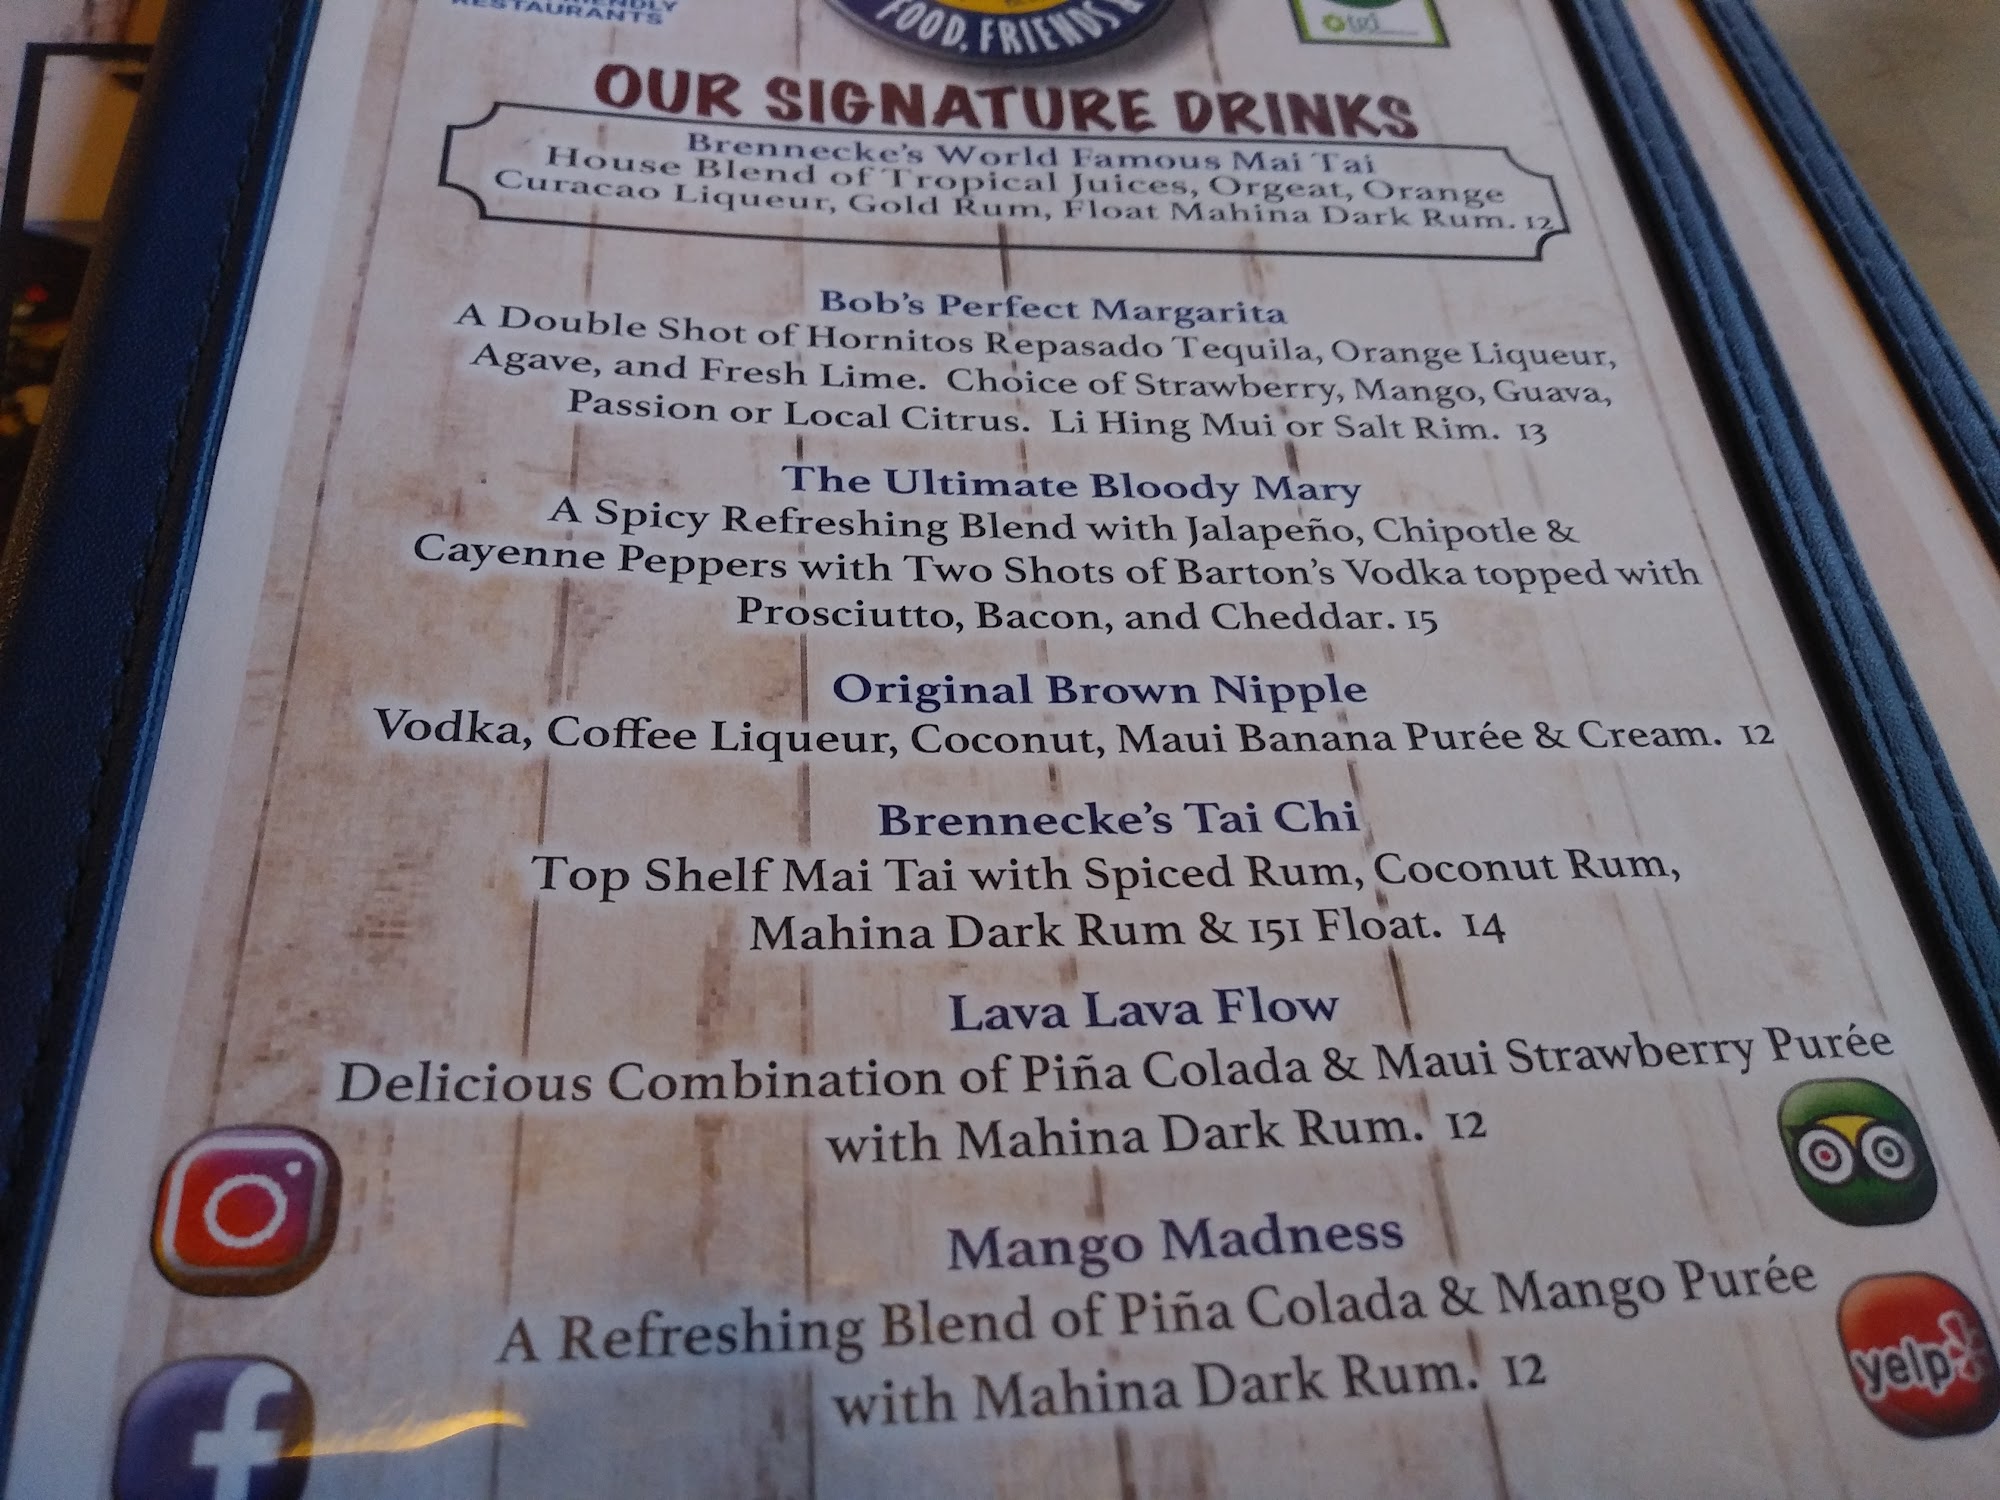 RESTAURANTS
FOOD, FRIENDS &
OUR SIGNATURE DRINKS
Brennecke's World Famous Mai Tai
House Blend of Tropical Juices, Orgeat, Orange
Curacao Liqueur, Gold Rum, Float Mahina Dark Rum. 12
Bob's Perfect Margarita
A Double Shot of Hornitos Repasado Tequila, Orange Liqueur,
Agave, and Fresh Lime. Choice of Strawberry, Mango, Guava,
Passion or Local Citrus. Li Hing Mui or Salt Rim. 13
The Ultimate Bloody Mary
A Spicy Refreshing Blend with Jalapeño, Chipotle &
Cayenne Peppers with Two Shots of Barton's Vodka topped with
Prosciutto, Bacon, and Cheddar. 15
Original Brown Nipple
Vodka, Coffee Liqueur, Coconut, Maui Banana Purée & Cream. 12
Brennecke's Tai Chi
Top Shelf Mai Tai with Spiced Rum, Coconut Rum,
Mahina Dark Rum & 151 Float. 14
Lava Lava Flow
Delicious Combination of Piña Colada & Maui Strawberry Purée
with Mahina Dark Rum. 12
Mango Madness
A Refreshing Blend of Piña Colada & Mango Purée
with Mahina Dark Rum. 12
yelp
f